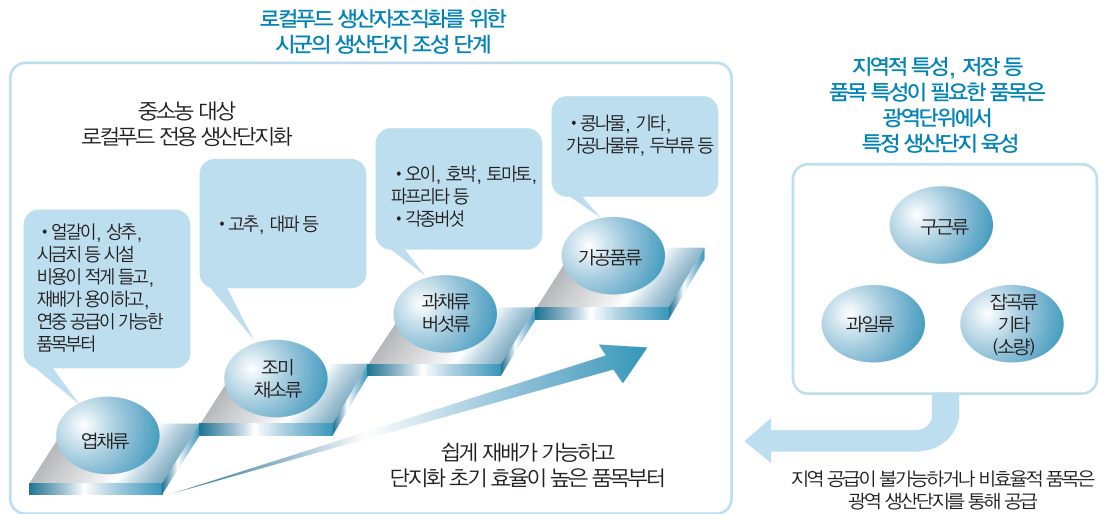 로컬푸드 생산자조직화를 위한
시군의 생산단지 조성 단계
중소농 대상
로컬푸드 전용 생산단지화
• 얼갈이, 상추,
시금치 등 시설
비용이 적게 들고,
재배가 용이하고,
연중 공급이 가능한
품목부터
엽채류
• 고추, 대파 등
조미
채소류
• 오이, 호박, 토마토,
파프리타 등
• 각종버섯
과채류
버섯류
• 콩나물, 기타,
가공나물류, 두부류 등
가공품류
쉽게 재배가 가능하고
단지화 초기 효율이 높은 품목부터
지역적 특성, 저장 등
품목 특성이 필요한 품목은
광역단위에서
특정 생산단지 육성
구근류
과일류
잡곡류
기타
(소량)
지역 공급이 불가능하거나 비효율적 품목은
광역 생산단지를 통해 공급